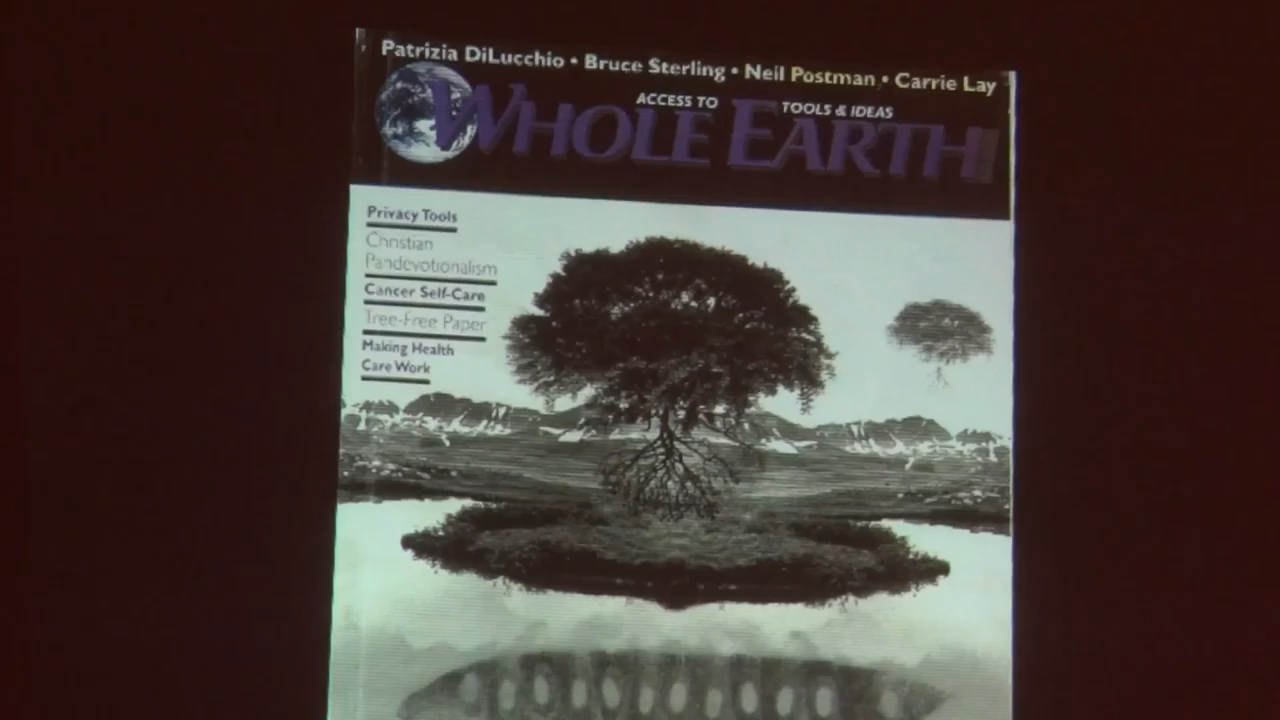 Patrizia DiLucchio • Bruce Sterling • Neil Postman • Carrie Lay
ACCESS TO TOOLS & IDEAS
WHOLE EARTH
Privacy Tools
Christian
Pandevotionalism
Cancer Self-Care
Tree-Free Paper
Making Health
Care Work